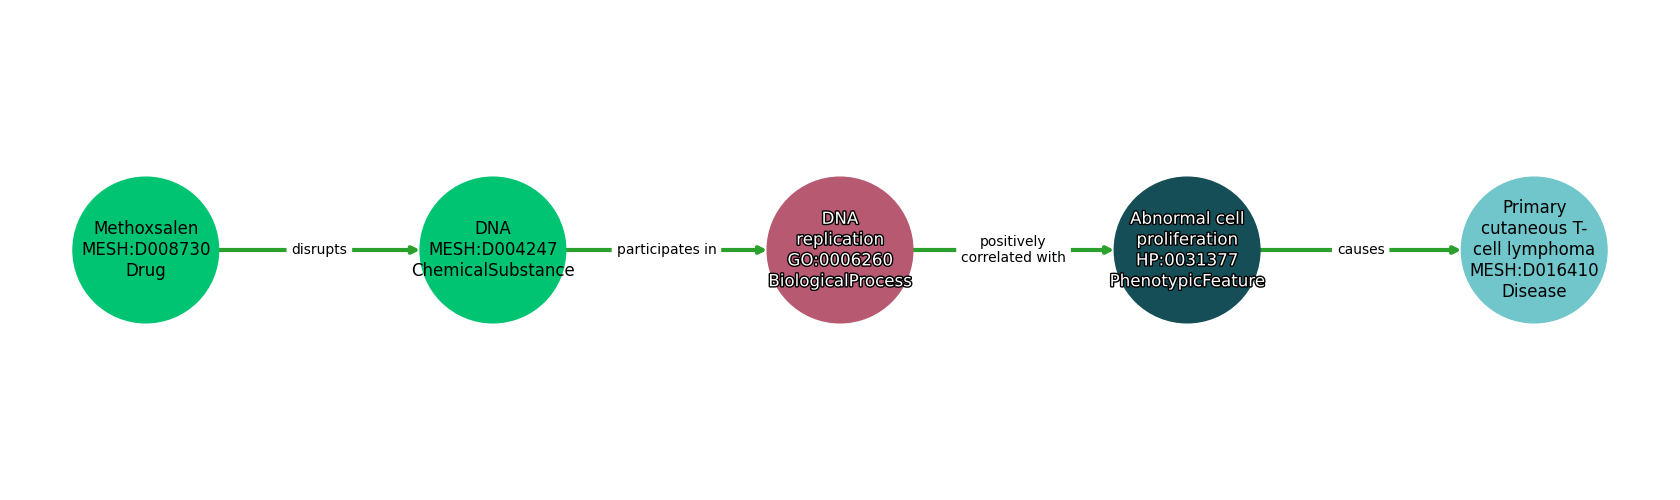 Methoxsalen
MESH:D008730
Drug
disrupts
DNA
MESH:D004247
ChemicalSubstance
participates in
DNA
replication
GO:0006260
BiologicalProcess
positively
correlated with
Abnormal cell
proliferation
HP:0031377
PhenotypicFeature
causes
Primary
cutaneous T-
cell lymphoma
MESH:D016410
Disease